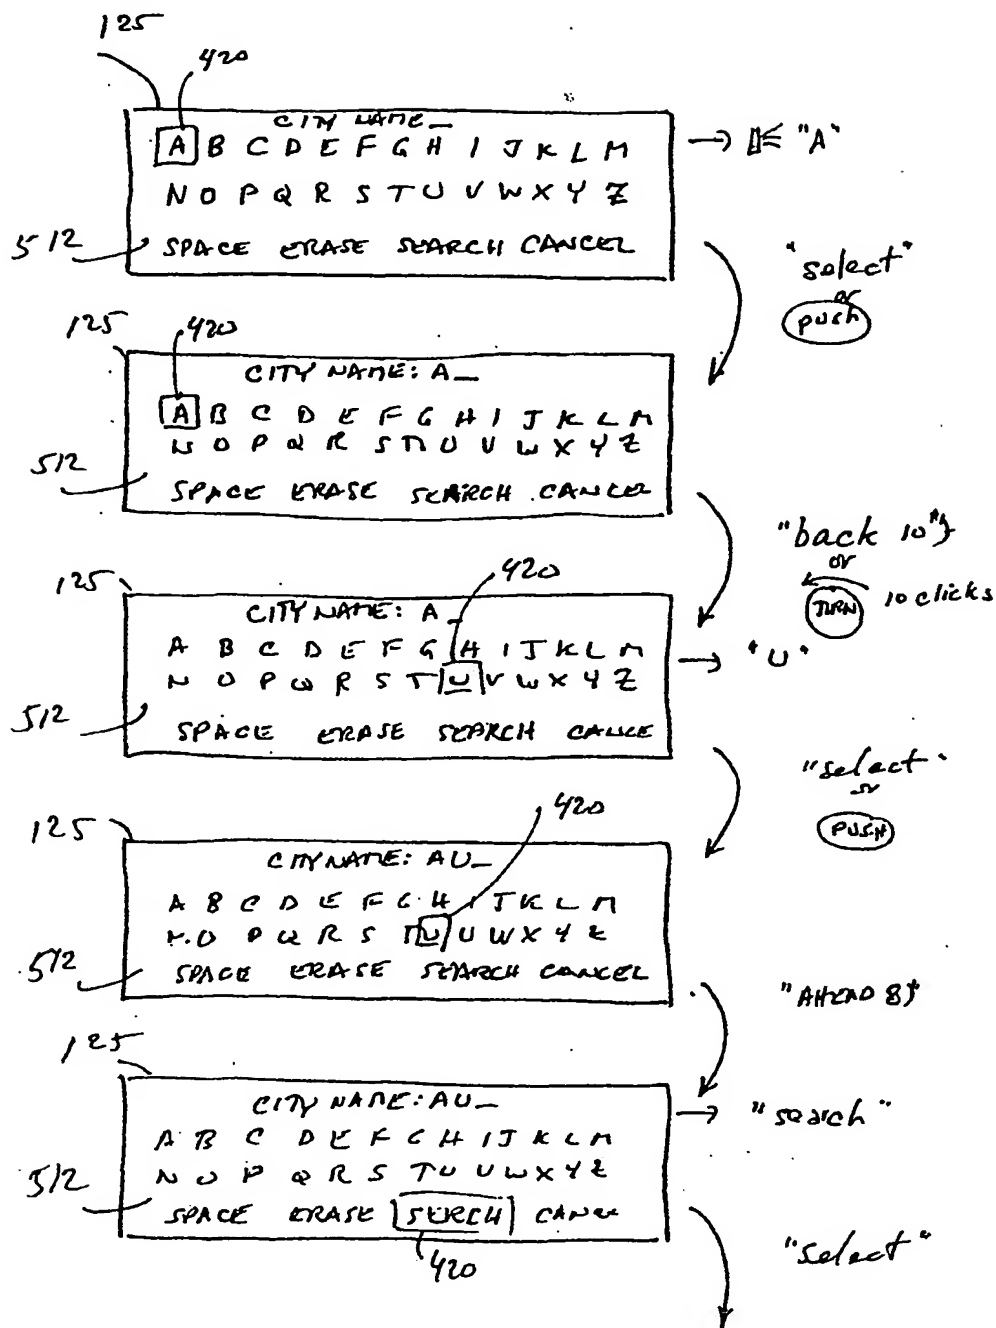 125
420
CITY NAME_
A B C D E F G H I J K L M
→ "A"
N O P Q R S T U V W X Y Z
512
SPACE ERASE SEARCH CANCEL
"select"
or
PUSH
125
420
CITY NAME: A_
A B C D E F G H I J K L M
N O P Q R S T U V W X Y Z
512
SPACE ERASE SEARCH CANCEL
"back 10"
or
TURN 10 clicks
125
420
CITY NAME: A_
A B C D E F G H I J K L M
→ "U"
N O P Q R S T U V W X Y Z
512
SPACE ERASE SEARCH CANCE
"select"
or
PUSH
125
420
CITY NAME: AU_
A B C D E F G H I J K L M
N O P Q R S T U V W X Y Z
512
SPACE ERASE SEARCH CANCEL
"AHEAD 8"
125
CITY NAME: AU_
→ "search"
A B C D E F G H I J K L M
N O P Q R S T U V W X Y Z
512
SPACE ERASE SERCH CANCE
420
"select"